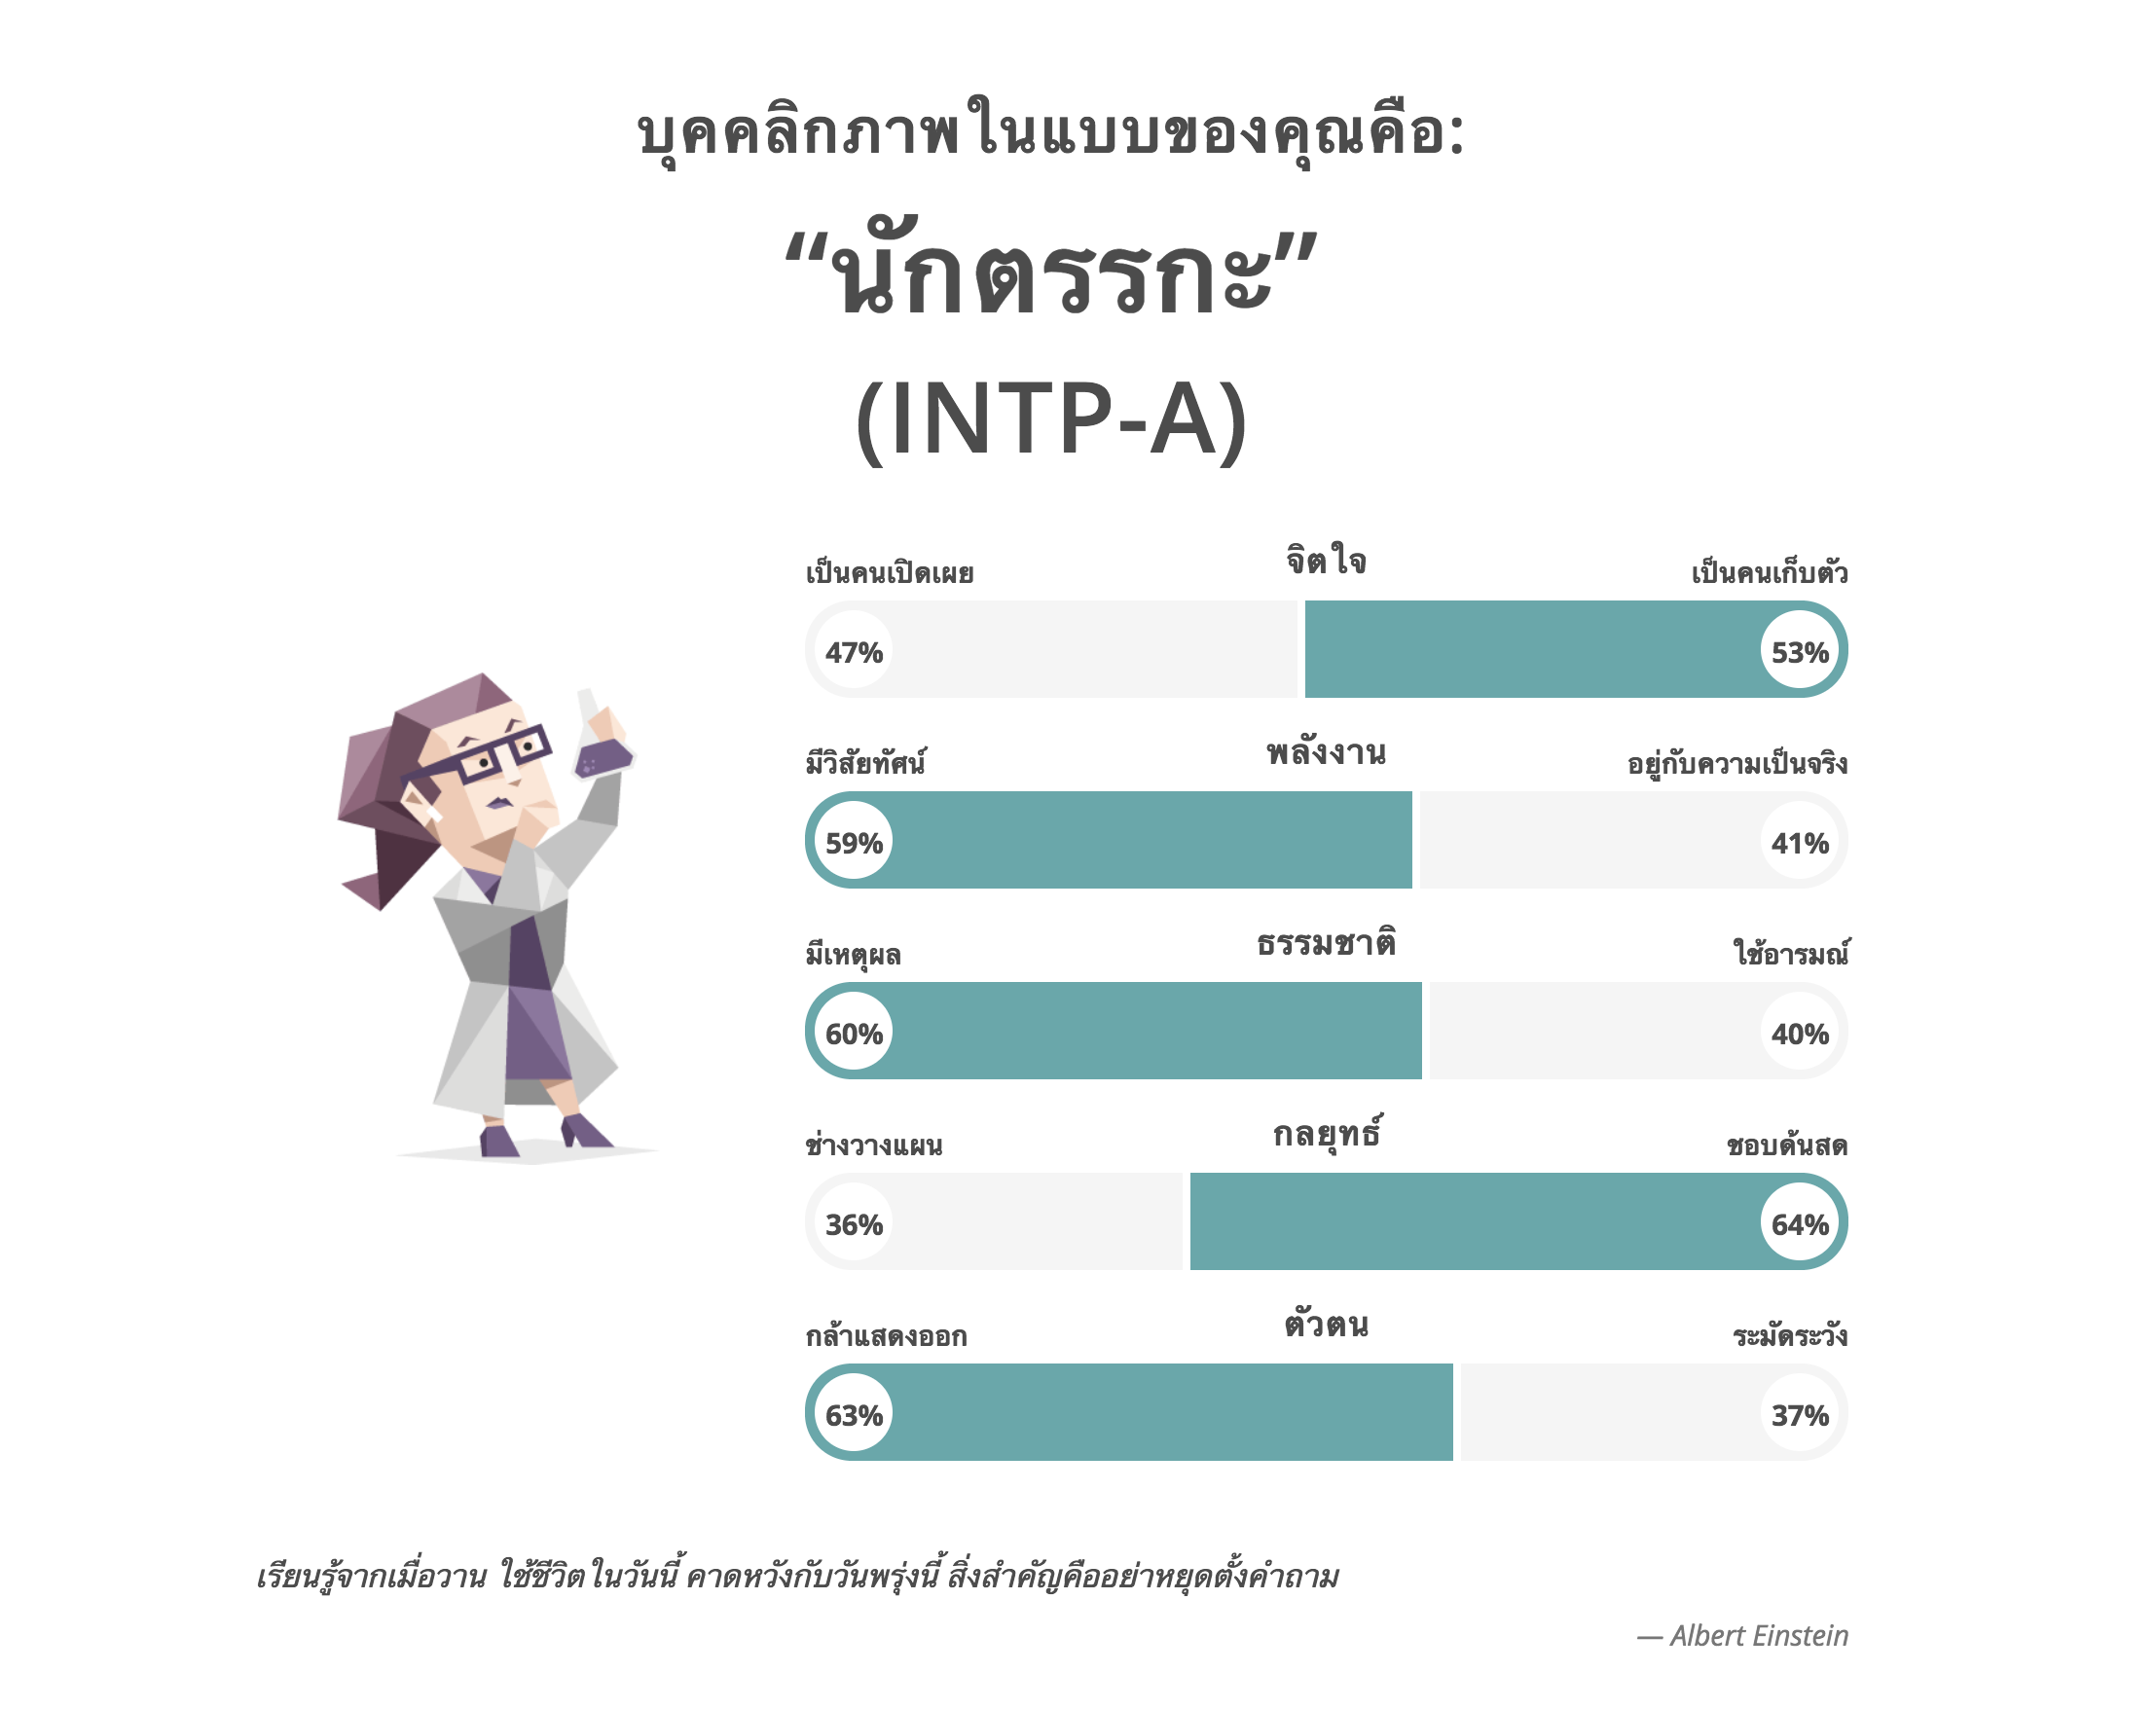 บุคคลิกภาพในแบบของคุณคือ:
“นักตรรกะ”
(INTP-A)
เป็นคนเปิดเผย จิตใจ เป็นคนเก็บตัว
47% 53%
มีวิสัยทัศน์ พลังงาน อยู่กับความเป็นจริง
59% 41%
มีเหตุผล ธรรมชาติ ใช้อารมณ์
60% 40%
ช่างวางแผน กลยุทธ์ ชอบด้นสด
36% 64%
กล้าแสดงออก ตัวตน ระมัดระวัง
63% 37%
เรียนรู้จากเมื่อวาน ใช้ชีวิตในวันนี้ คาดหวังกับวันพรุ่งนี้ สิ่งสำคัญคืออย่าหยุดตั้งคำถาม
— Albert Einstein